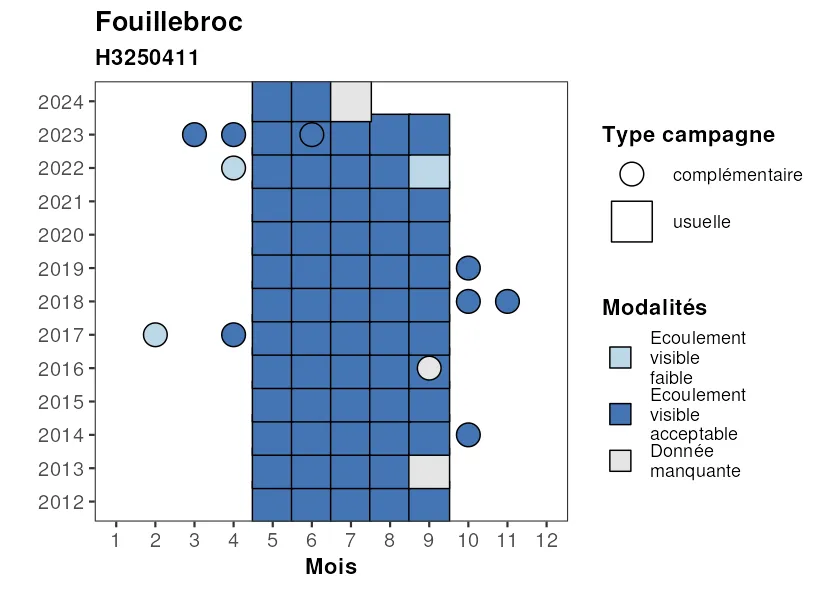 Fouillebroc
H3250411
2024
2023
2022
2021
2020
2019
2018
2017
2016
2015
2014
2013
2012
1 2 3 4 5 6 7 8 9 10 11 12
Mois
Type campagne
complémentaire
usuelle
Modalités
Ecoulement
visible
faible
Ecoulement
visible
acceptable
Donnée
manquante